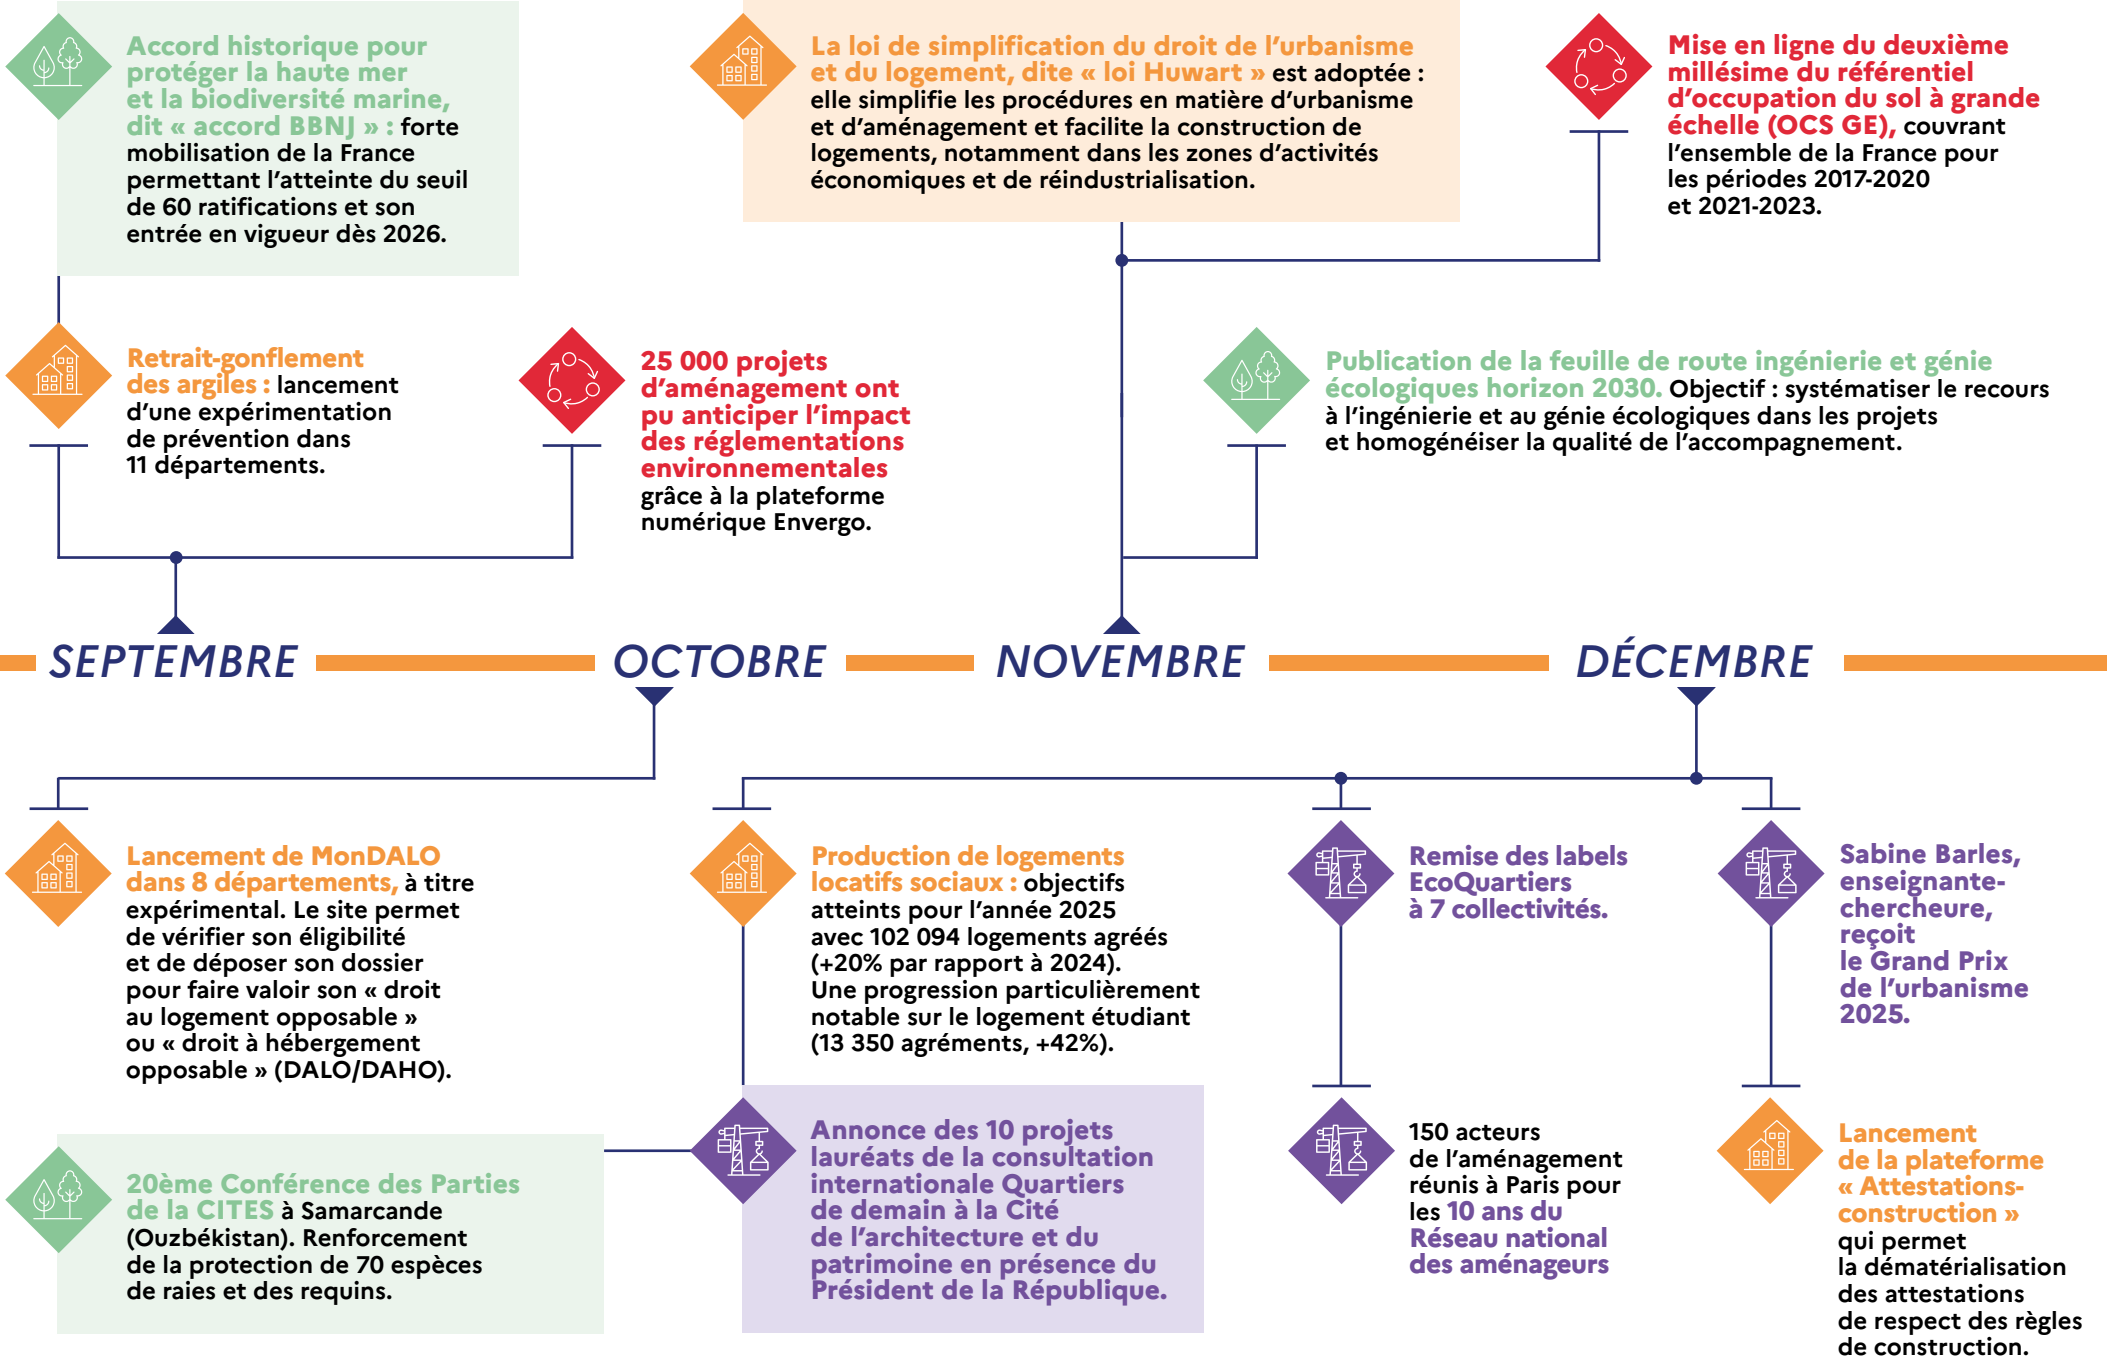 Accord historique pour
protéger la haute mer
et la biodiversité marine,
dit « accord BBNJ » : forte
mobilisation de la France
permettant l'atteinte du seuil
de 60 ratifications et son
entrée en vigueur dès 2026.
La loi de simplification du droit de l'urbanisme
et du logement, dite « loi Huwart » est adoptée :
elle simplifie les procédures en matière d'urbanisme
et d'aménagement et facilite la construction de
logements, notamment dans les zones d'activités
économiques et de réindustrialisation.
Mise en ligne du deuxième
millésime du référentiel
d'occupation du sol à grande
échelle (OCS GE), couvrant
l'ensemble de la France pour
les périodes 2017-2020
et 2021-2023.
Retrait-gonflement
des argiles : lancement
d'une expérimentation
de prévention dans
11 départements.
25 000 projets
d'aménagement ont
pu anticiper l'impact
des réglementations
environnementales
grâce à la plateforme
numérique Envergo.
Publication de la feuille de route ingénierie et génie
écologiques horizon 2030. Objectif : systématiser le recours
à l'ingénierie et au génie écologiques dans les projets
et homogénéiser la qualité de l'accompagnement.
SEPTEMBRE
OCTOBRE
NOVEMBRE
DÉCEMBRE
Lancement de MonDALO
dans 8 départements, à titre
expérimental. Le site permet
de vérifier son éligibilité
et de déposer son dossier
pour faire valoir son « droit
au logement opposable »
ou « droit à hébergement
opposable » (DALO/DAHO).
Production de logements
locatifs sociaux : objectifs
atteints pour l'année 2025
avec 102 094 logements agréés
(+20% par rapport à 2024).
Une progression particulièrement
notable sur le logement étudiant
(13 350 agréments, +42%).
Remise des labels
EcoQuartiers
à 7 collectivités.
Sabine Barles,
enseignante-
chercheure,
reçoit
le Grand Prix
de l'urbanisme
2025.
20ème Conférence des Parties
de la CITES à Samarcande
(Ouzbékistan). Renforcement
de la protection de 70 espèces
de raies et des requins.
Annonce des 10 projets
lauréats de la consultation
internationale Quartiers
de demain à la Cité
de l'architecture et du
patrimoine en présence du
Président de la République.
150 acteurs
de l'aménagement
réunis à Paris pour
les 10 ans du
Réseau national
des aménageurs
Lancement
de la plateforme
« Attestations-
construction »
qui permet
la dématérialisation
des attestations
de respect des règles
de construction.